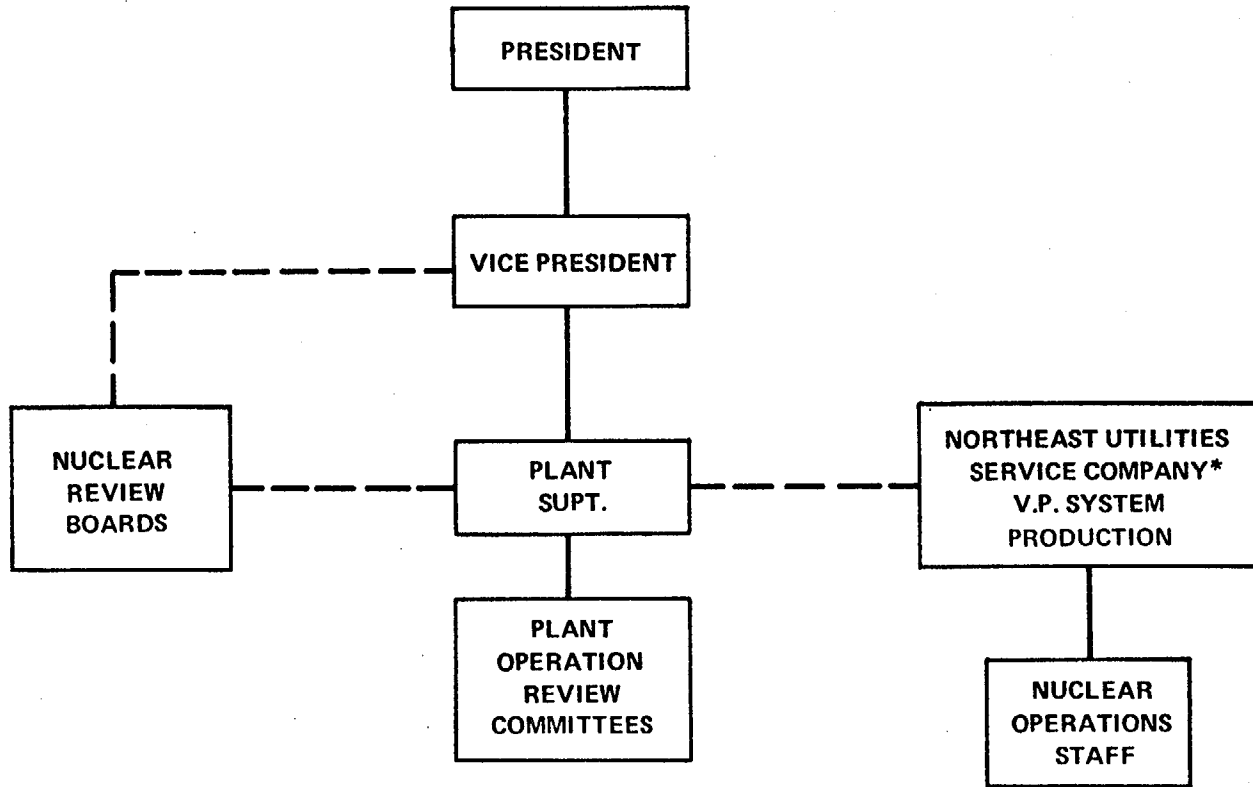 PRESIDENT
VICE PRESIDENT
NUCLEAR
REVIEW
BOARDS
PLANT
SUPT.
NORTHEAST UTILITIES
SERVICE COMPANY*
V.P. SYSTEM
PRODUCTION
PLANT
OPERATION
REVIEW
COMMITTEES
NUCLEAR
OPERATIONS
STAFF